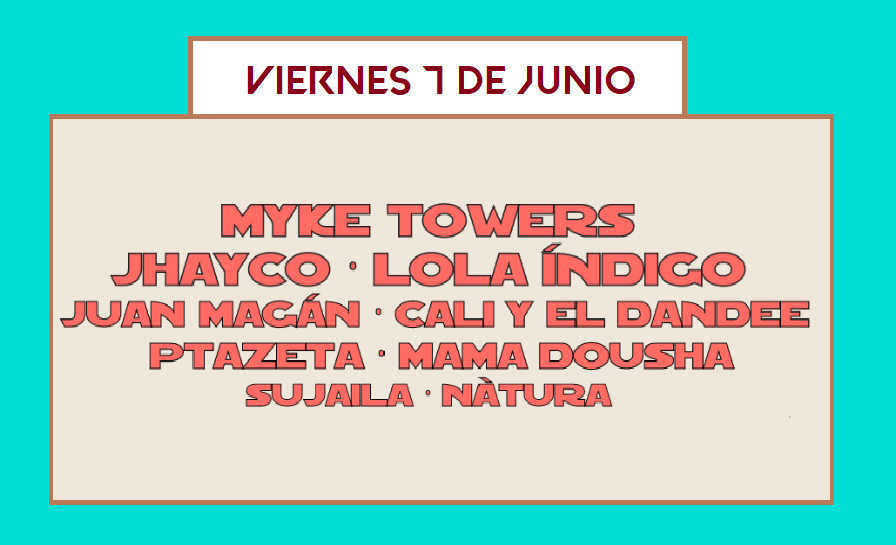 VIERNES 7 DE JUNIO
MYKE TOWERS
JHAYCO · LOLA ÍNDIGO
JUAN MAGÁN · CALI Y EL DANDEE
PTAZETA · MAMA DOUSHA
SUJAILA · NÀTURA